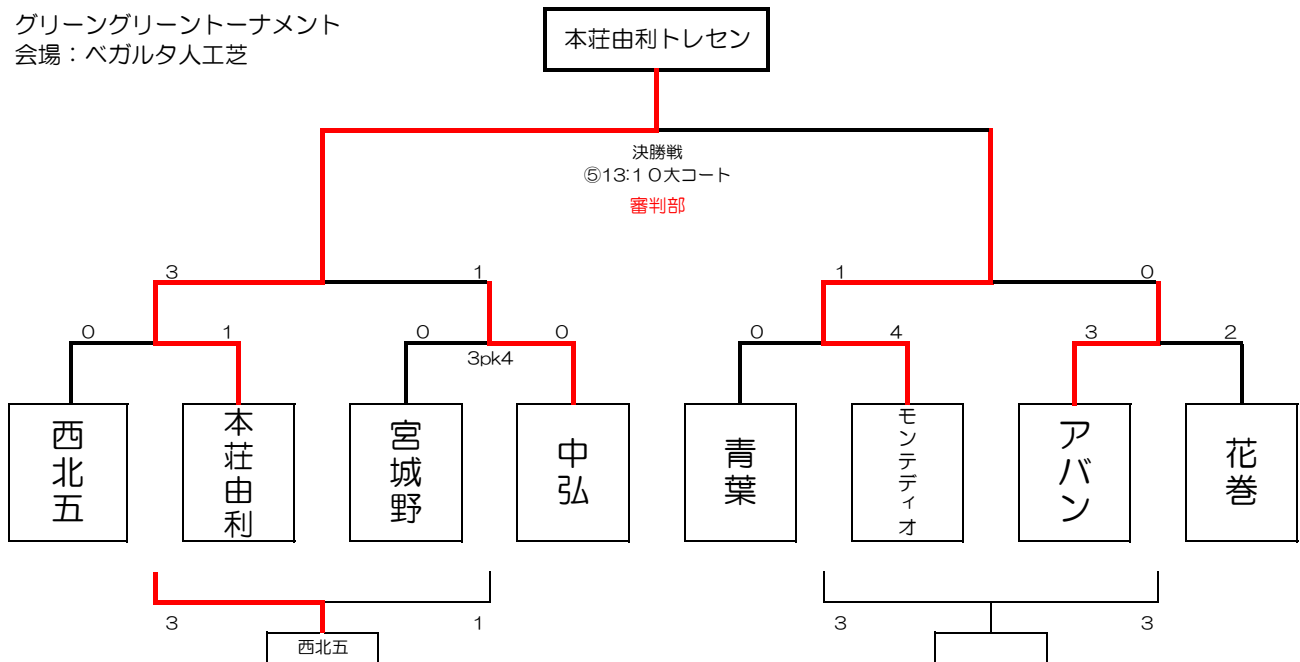 グリーングリーントーナメント
会場：ベガルタ人工芝
本荘由利トレセン
決勝戦
⑤13:10大コート
審判部
3 1 1 0
0 1 0 0 0 4 3 2
3pk4
西北五
本荘由利
宮城野
中弘
青葉
モンテディオ
アバン
花巻
3 1 3 3
西北五